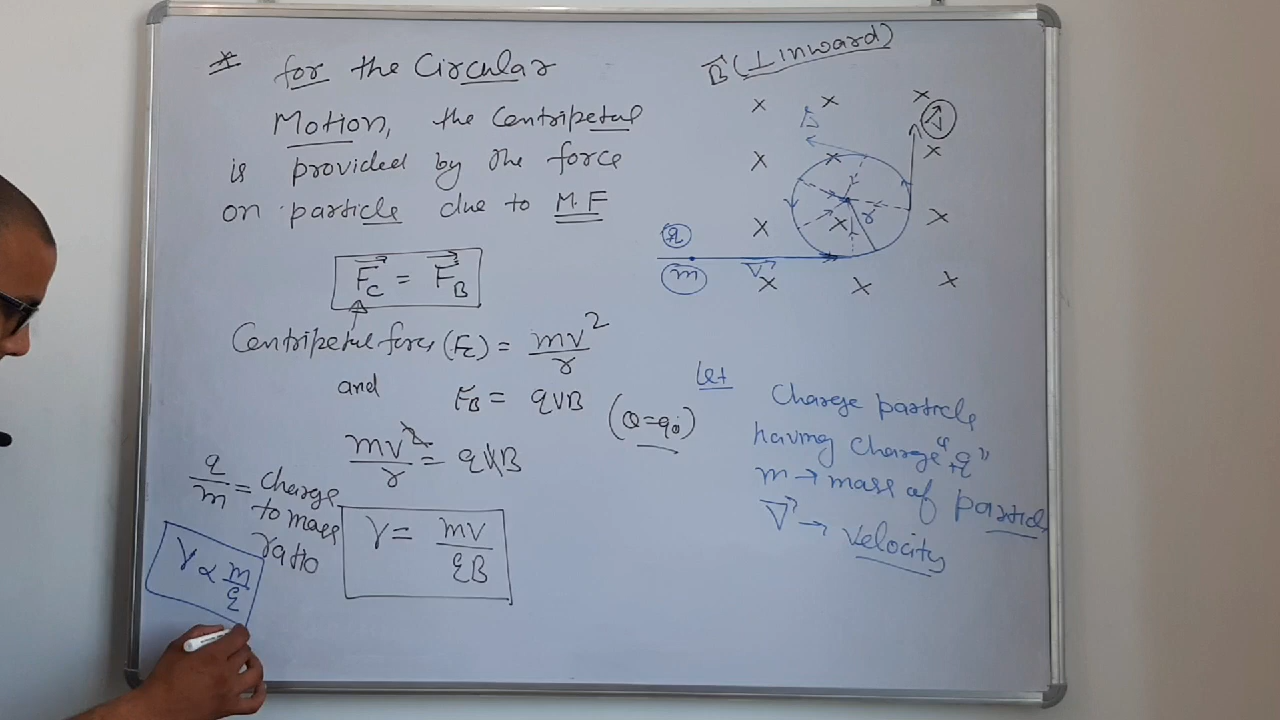 * for the Circular
Motion, the Centripetal
is provided by the force
on particle due to M.F
F⃗c = F⃗B
Centripetal force (Fc) = mv²/r
and FB = qvB
(θ=90°)
mv²/r = qvB
q/m = Charge
to mass
ratio
r = mv/qB
r ∝ m/q
B⃗ (⊥ inward)
x x x
v⃗
v⃗
x x x
r
r
x x x
q
m
v⃗
x x x
Let
Charge particle
having charge "+q"
m → mass of particle
v⃗ → velocity